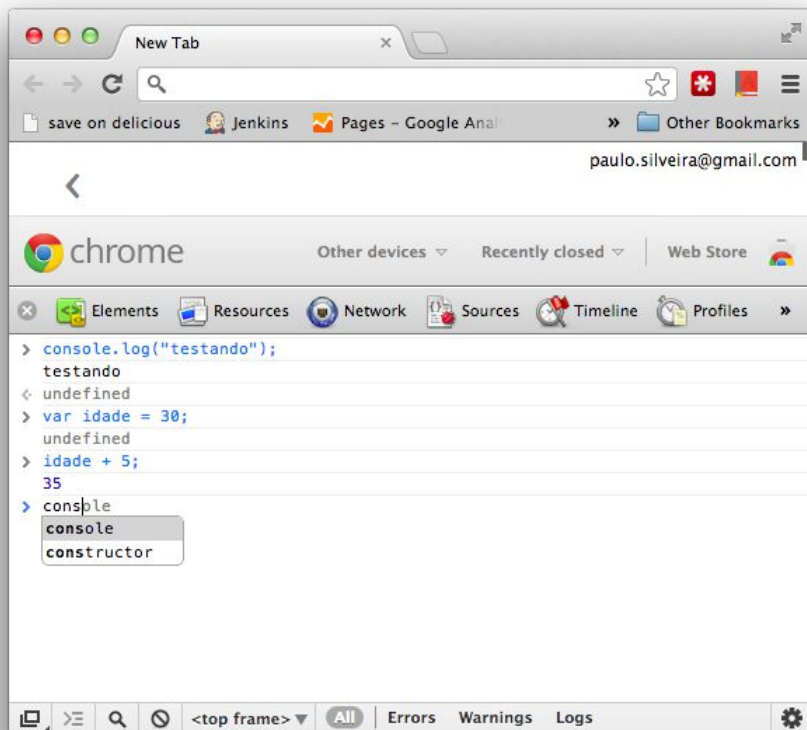 New Tab
save on delicious Jenkins Pages - Google Anal » Other Bookmarks
paulo.silveira@gmail.com
chrome Other devices Recently closed Web Store
Elements Resources Network Sources Timeline Profiles »
> console.log("testando");
testando
undefined
> var idade = 30;
undefined
> idade + 5;
35
> console
console
constructor
<top frame> All Errors Warnings Logs